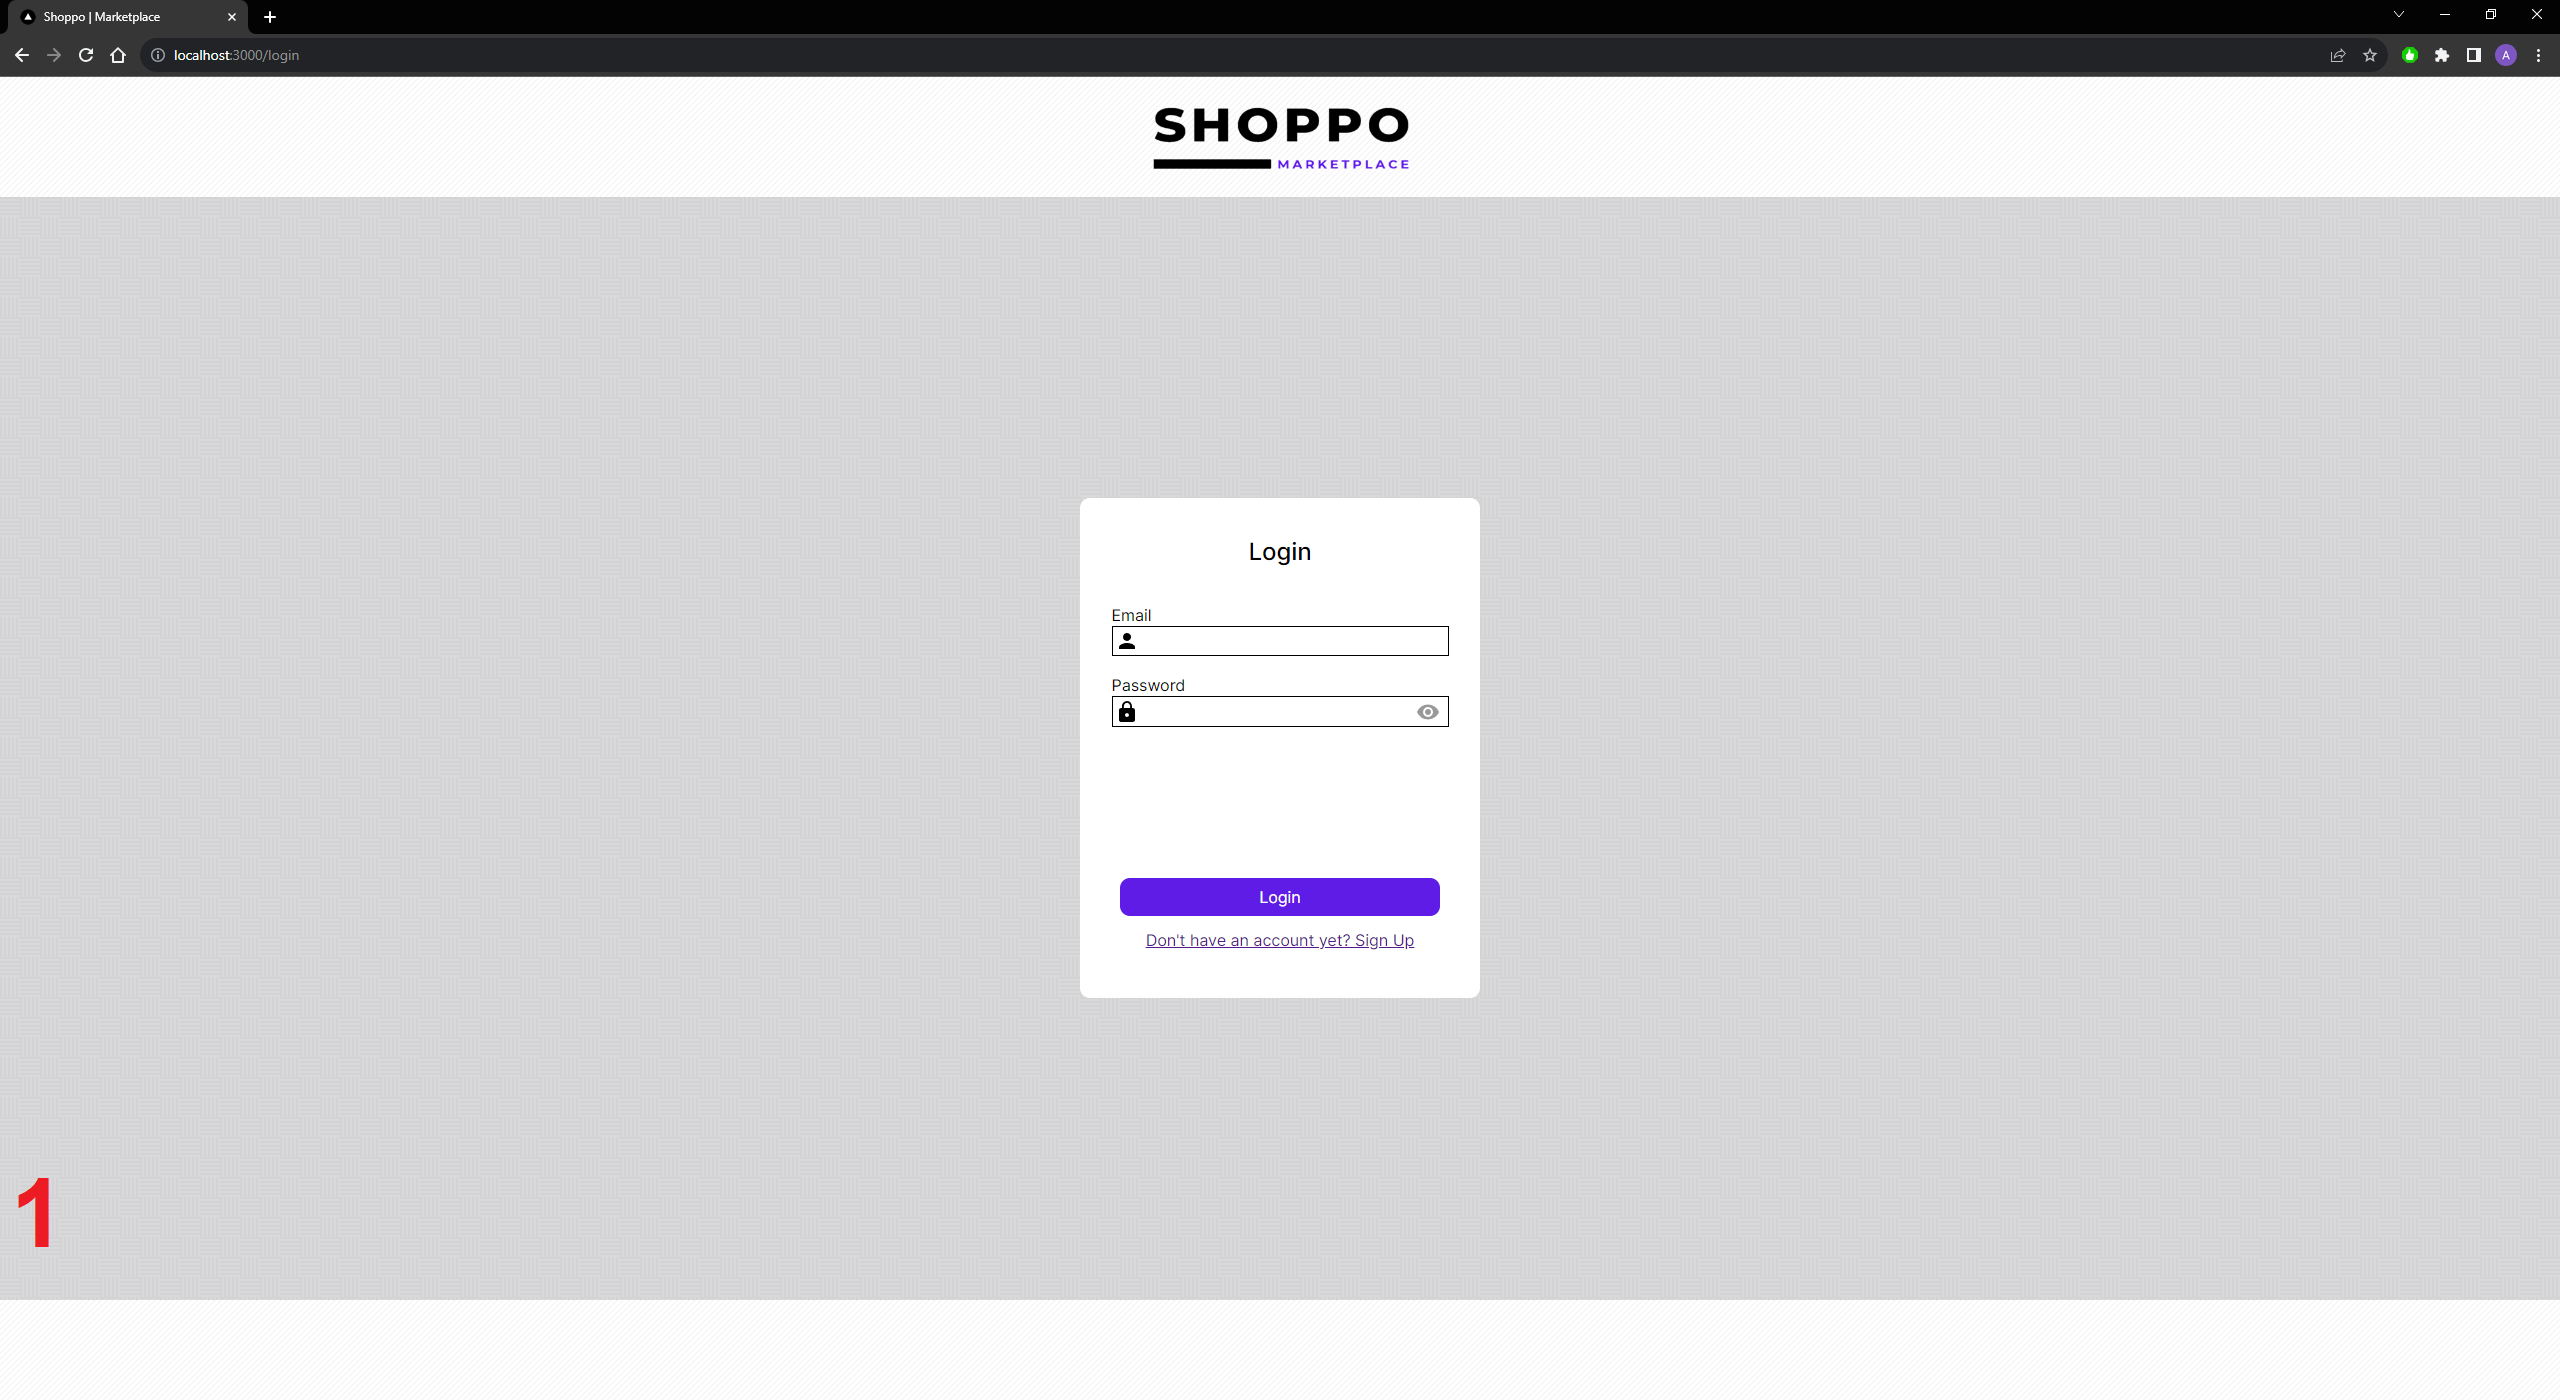 Shoppo | Marketplace
localhost:3000/login
A
SHOPPO
MARKETPLACE
Login
Email
Password
Login
Don't have an account yet? Sign Up
1